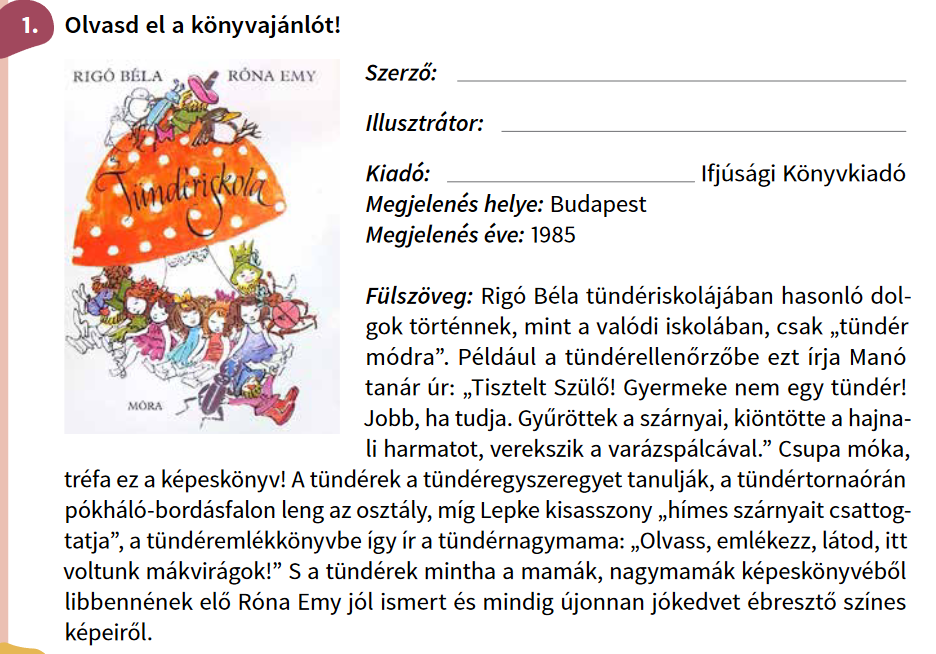 1. Olvasd el a könyvajánlót!
RIGÓ BÉLA RÓNA EMY
Tündériskola
MÓRA
Szerző:
Illusztrátor:
Kiadó: Ifjúsági Könyvkiadó
Megjelenés helye: Budapest
Megjelenés éve: 1985
Fülszöveg: Rigó Béla tündériskolájában hasonló dol-
gok történnek, mint a valódi iskolában, csak „tündér
módra”. Például a tündérellenőrzőbe ezt írja Manó
tanár úr: „Tisztelt Szülő! Gyermeke nem egy tündér!
Jobb, ha tudja. Gyűröttek a szárnyai, kiöntötte a hajna-
li harmatot, verekszik a varázspálcával.” Csupa móka,
tréfa ez a képeskönyv! A tündérek a tündéregyszeregyet tanulják, a tündértornaórán
pókháló-bordásfalon leng az osztály, míg Lepke kisasszony „hímes szárnyait csattog-
tatja”, a tündéremlékkönyvbe így ír a tündérnagymama: „Olvass, emlékezz, látod, itt
voltunk mákvirágok!” S a tündérek mintha a mamák, nagymamák képeskönyvéből
libbennének elő Róna Emy jól ismert és mindig újonnan jókedvet ébresztő színes
képeiről.